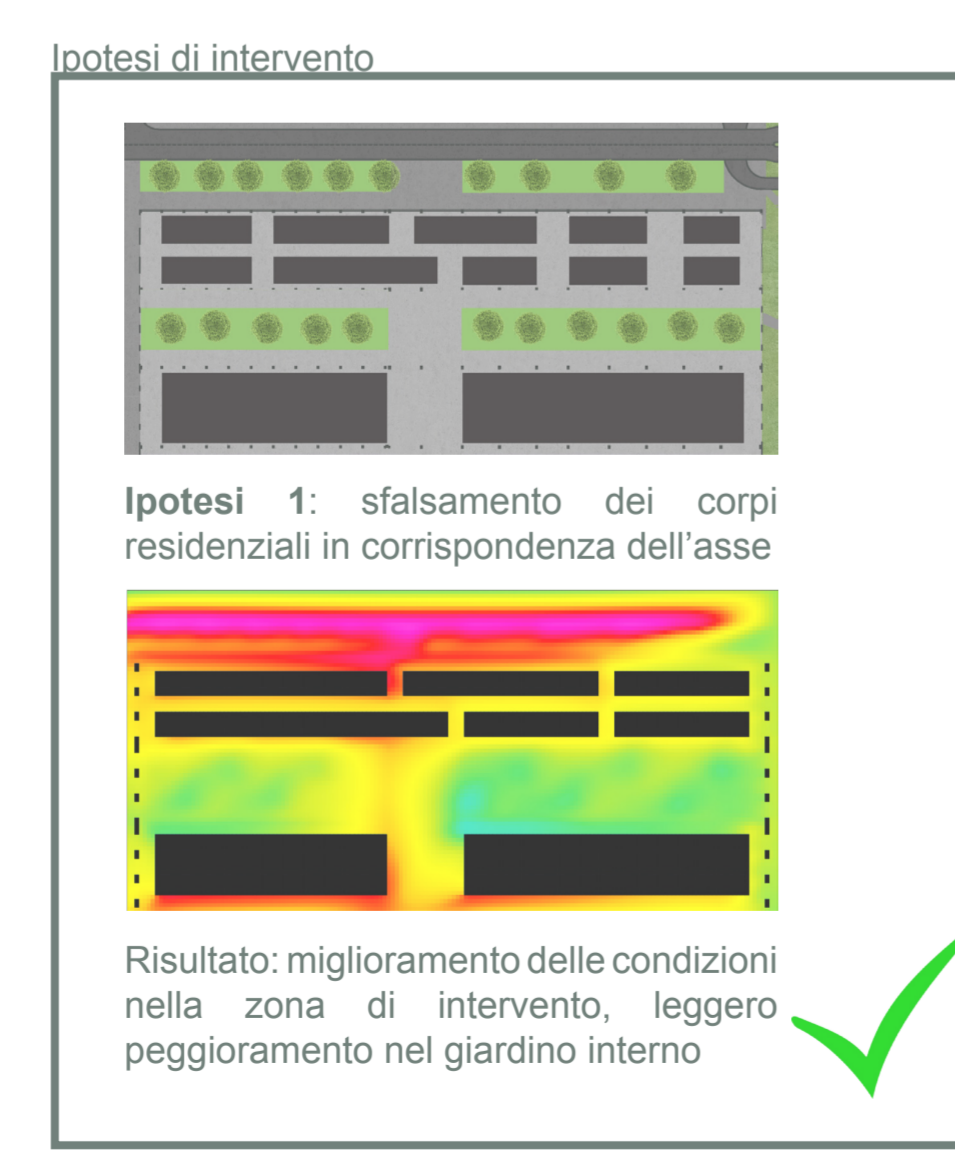 Ipotesi di intervento
Ipotesi 1: sfalsamento dei corpi
residenziali in corrispondenza dell’asse
Risultato: miglioramento delle condizioni
nella zona di intervento, leggero
peggioramento nel giardino interno